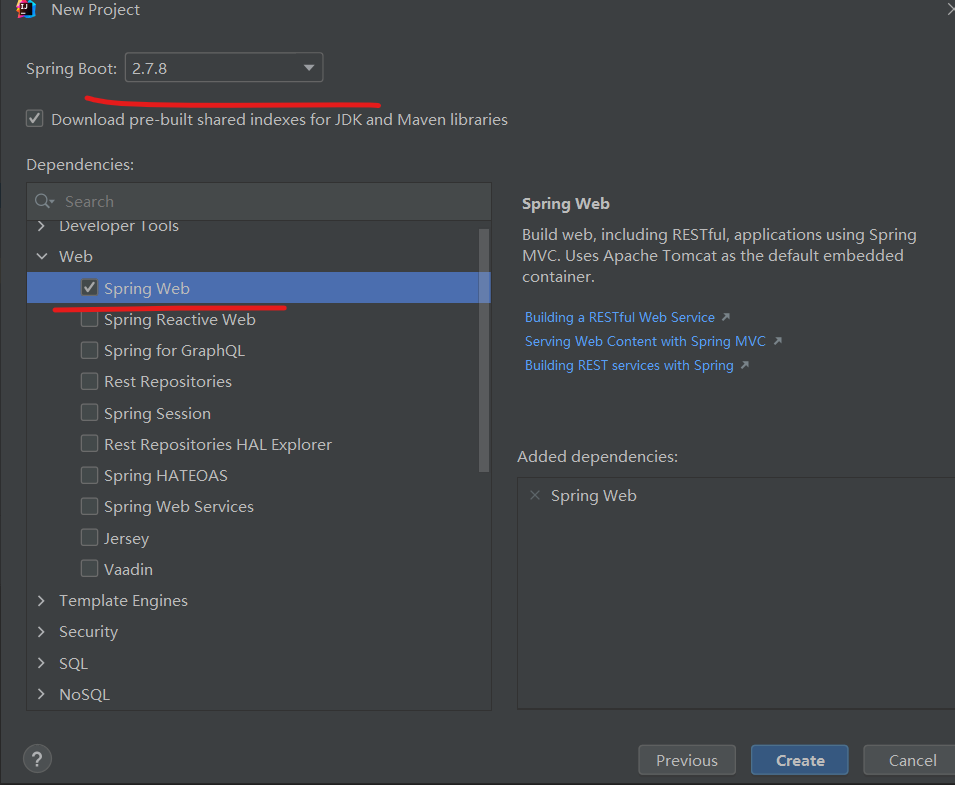 New Project
Spring Boot: 2.7.8
Download pre-built shared indexes for JDK and Maven libraries
Dependencies:
Search
Developer Tools
Web
Spring Web
Spring Reactive Web
Spring for GraphQL
Rest Repositories
Spring Session
Rest Repositories HAL Explorer
Spring HATEOAS
Spring Web Services
Jersey
Vaadin
Template Engines
Security
SQL
NoSQL
Spring Web
Build web, including RESTful, applications using Spring
MVC. Uses Apache Tomcat as the default embedded
container.
Building a RESTful Web Service
Serving Web Content with Spring MVC
Building REST services with Spring
Added dependencies:
Spring Web
?
Previous
Create
Cancel